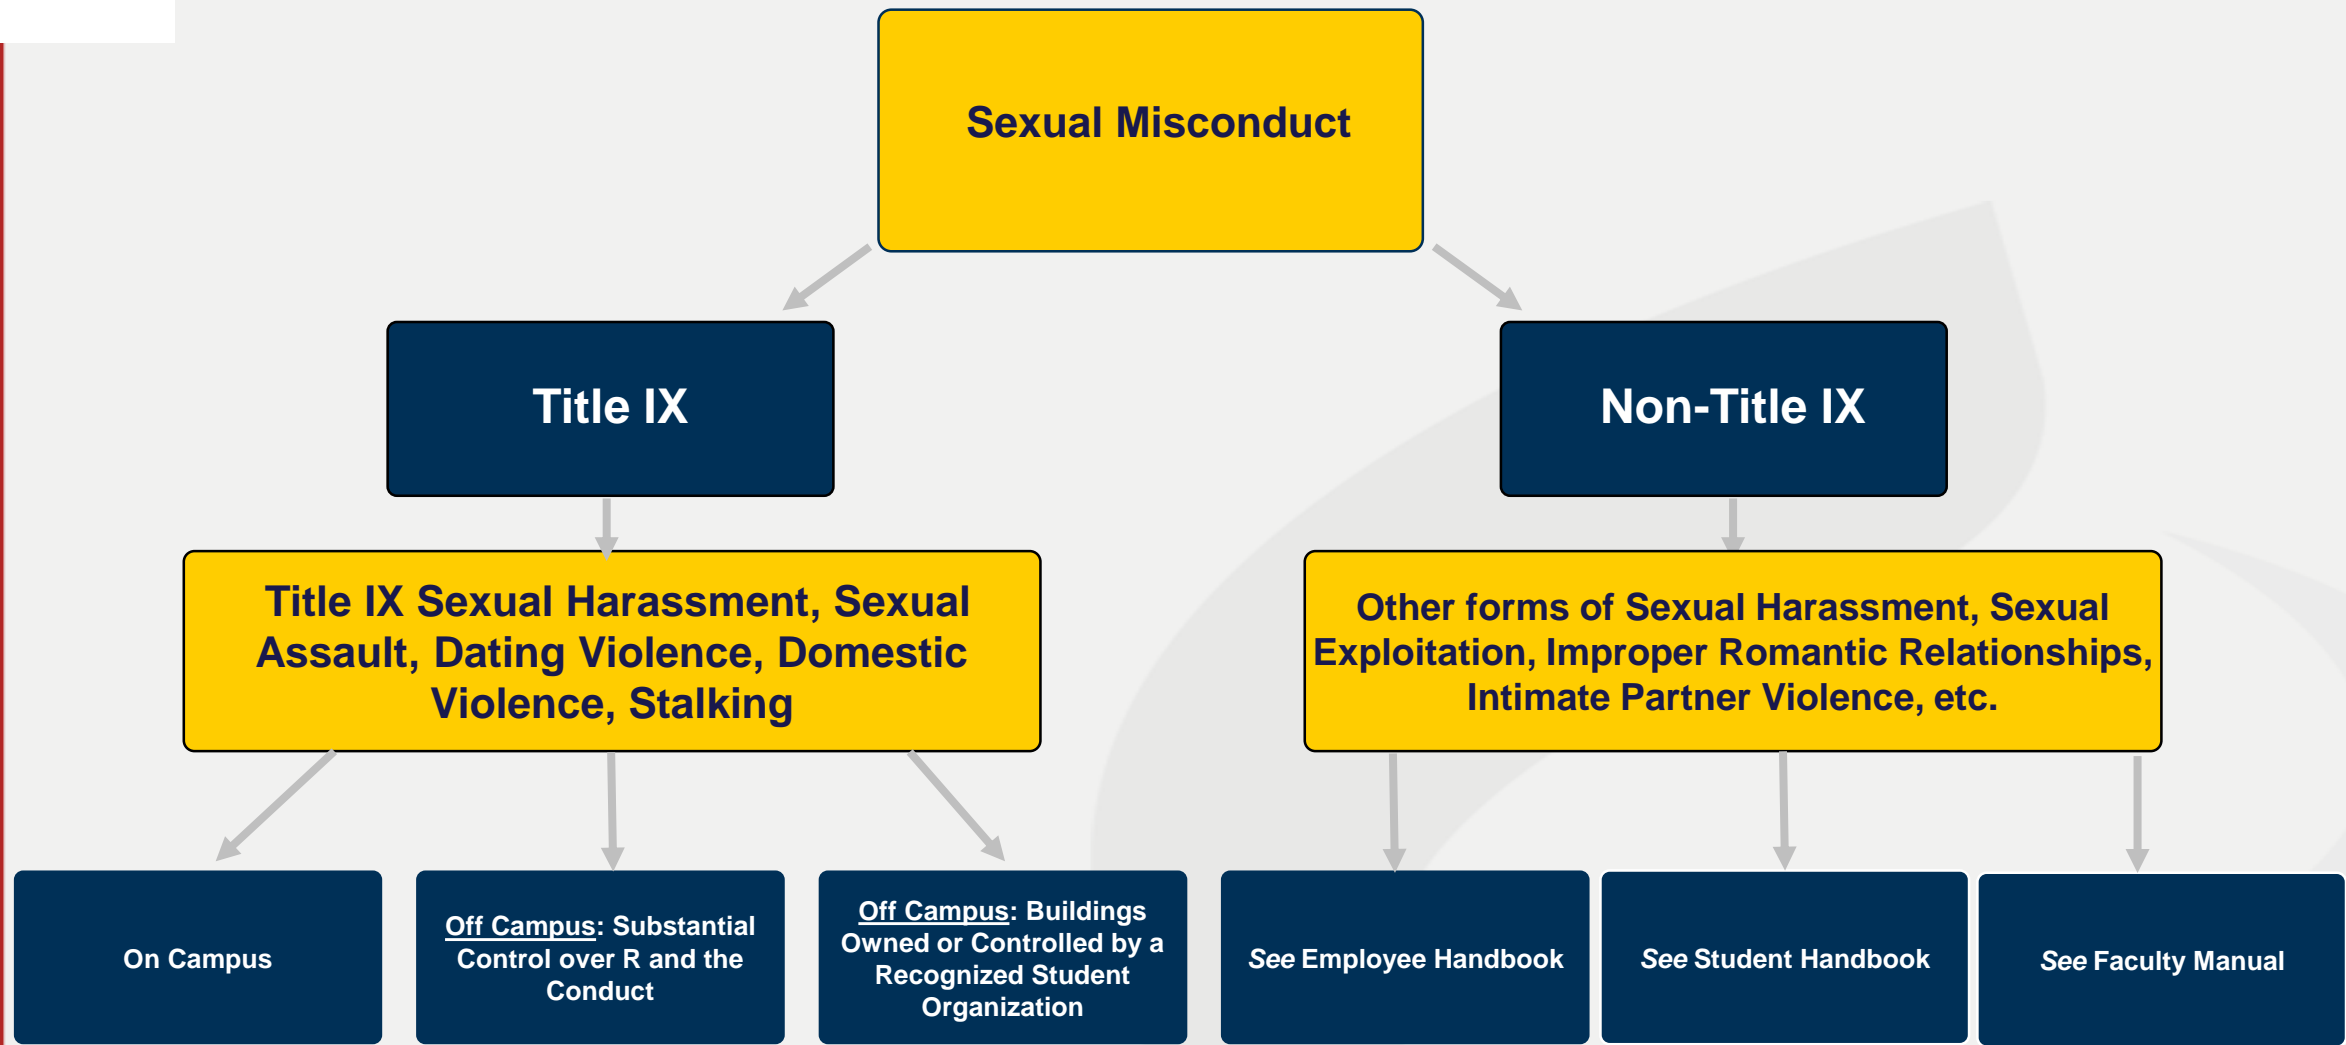 Sexual Misconduct
Title IX
Non-Title IX
Title IX Sexual Harassment, Sexual
Assault, Dating Violence, Domestic
Violence, Stalking
Other forms of Sexual Harassment, Sexual
Exploitation, Improper Romantic Relationships,
Intimate Partner Violence, etc.
On Campus
Off Campus: Substantial
Control over R and the
Conduct
Off Campus: Buildings
Owned or Controlled by a
Recognized Student
Organization
See Employee Handbook
See Student Handbook
See Faculty Manual